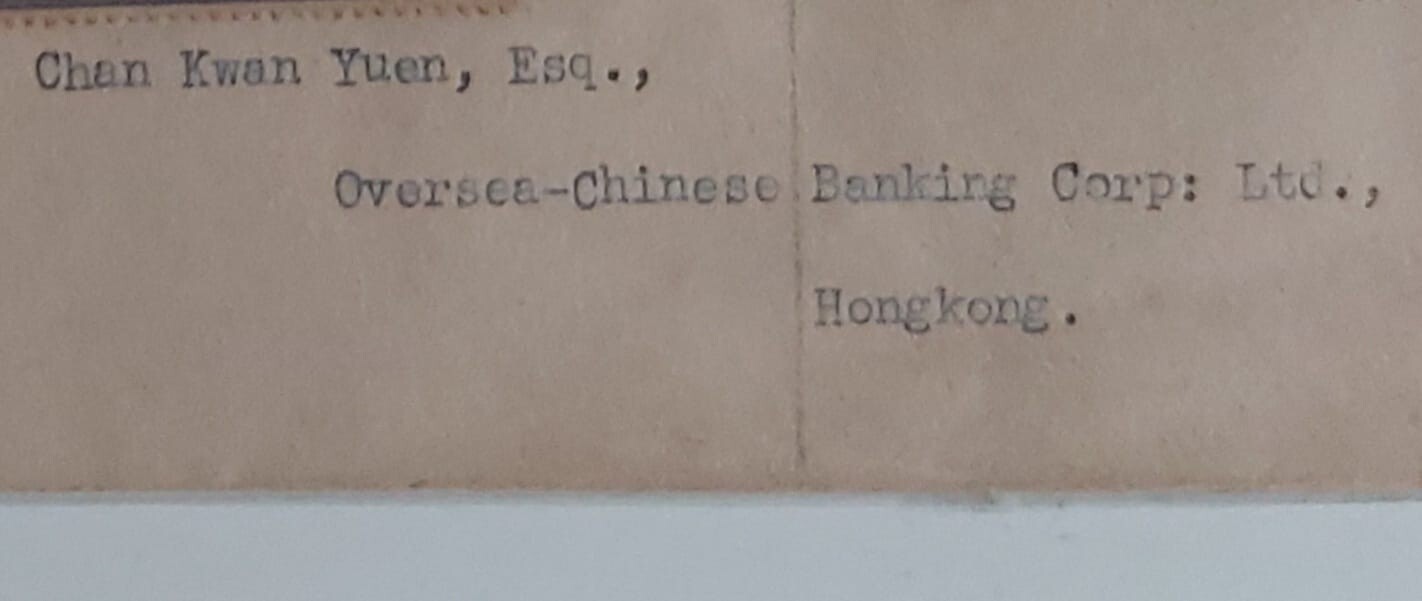 Chan Kwan Yuen, Esq.,
Oversea-Chinese Banking Corp: Ltd.,
Hongkong.